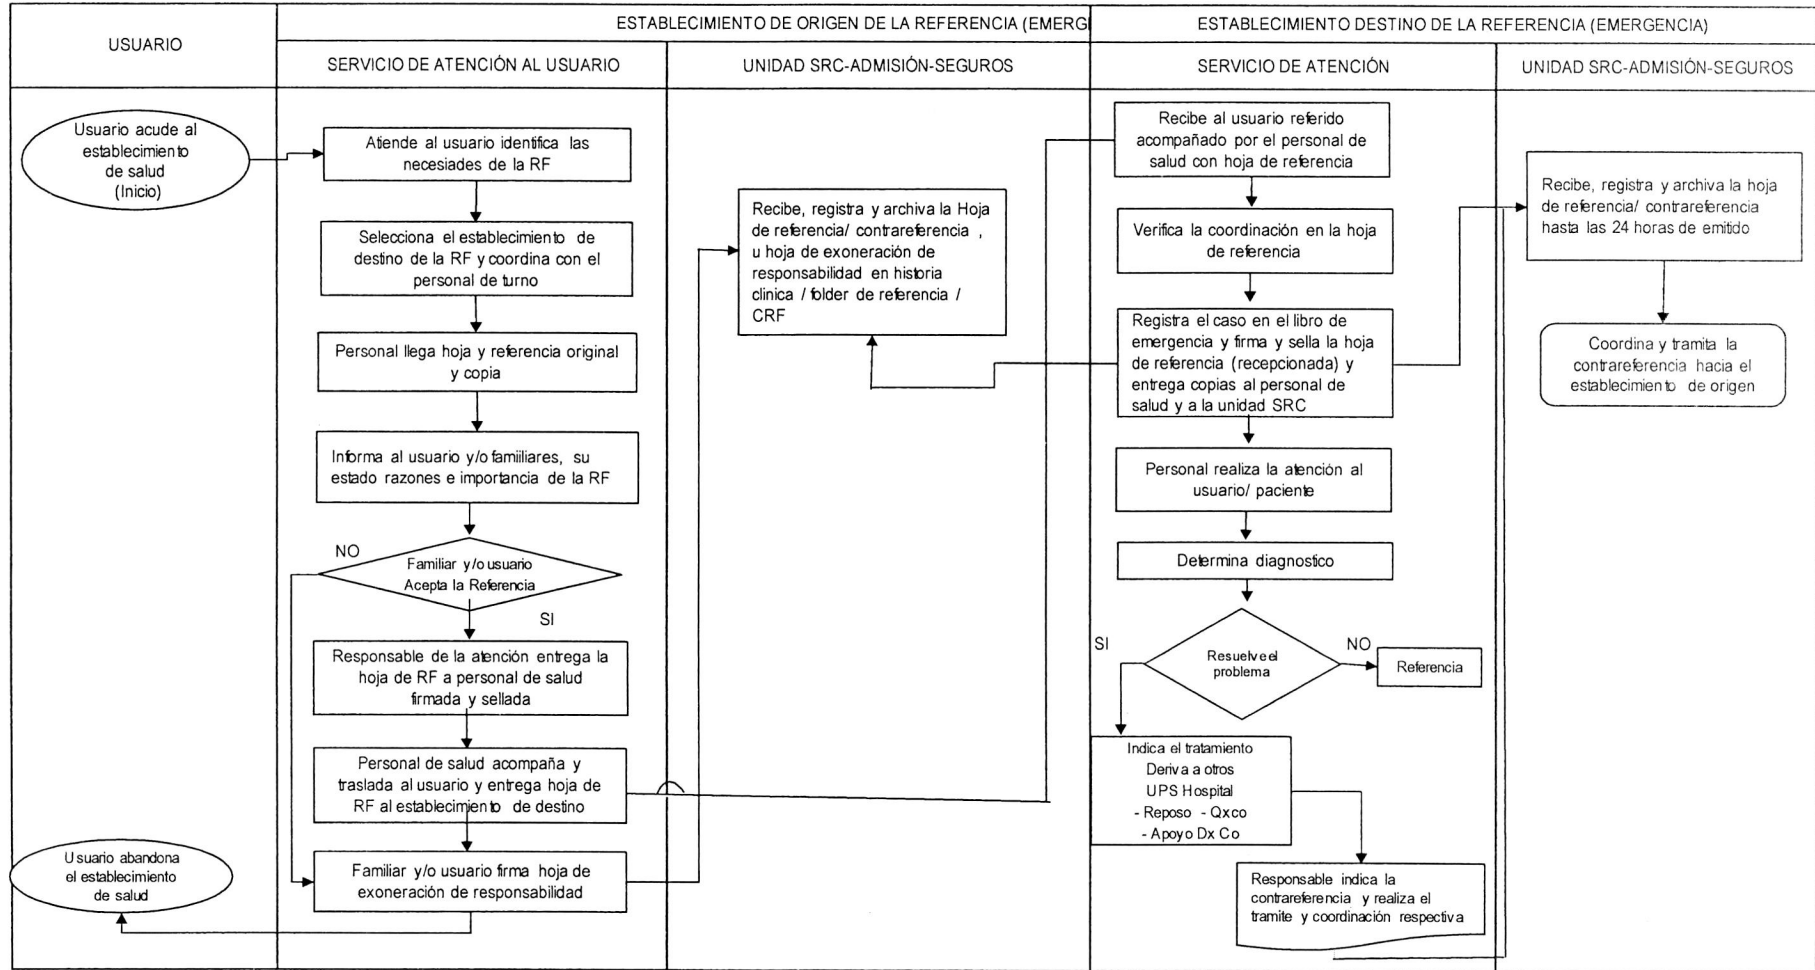 USUARIO
ESTABLECIMIENTO DE ORIGEN DE LA REFERENCIA (EMERGI
ESTABLECIMIENTO DESTINO DE LA REFERENCIA (EMERGENCIA)
SERVICIO DE ATENCIÓN AL USUARIO
UNIDAD SRC-ADMISIÓN-SEGUROS
SERVICIO DE ATENCIÓN
UNIDAD SRC-ADMISIÓN-SEGUROS
Usuario acude al
establecimiento
de salud
(Inicio)
Atiende al usuario identifica las
necesiades de la RF
Selecciona el establecimiento de
destino de la RF y coordina con el
personal de turno
Personal llega hoja y referencia original
y copia
Informa al usuario y/o familiares, su
estado razones e importancia de la RF
NO
Familiar y/o usuario
Acepta la Referencia
SI
Responsable de la atención entrega la
hoja de RF a personal de salud
firmada y sellada
Personal de salud acompaña y
traslada al usuario y entrega hoja de
RF al establecimiento de destino
Familiar y/o usuario firma hoja de
exoneración de responsabilidad
Usuario abandona
el establecimiento
de salud
Recibe, registra y archiva la Hoja
de referencia/ contrareferencia ,
u hoja de exoneración de
responsabilidad en historia
clinica / folder de referencia /
CRF
Recibe al usuario referido
acompañado por el personal de
salud con hoja de referencia
Verifica la coordinación en la hoja
de referencia
Registra el caso en el libro de
emergencia y firma y sella la hoja
de referencia (recepcionada) y
entrega copias al personal de
salud y a la unidad SRC
Personal realiza la atención al
usuario/ paciente
Determina diagnostico
SI
Resuelve el
problema
NO
Referencia
Indica el tratamiento
Deriva a otros
UPS Hospital
- Reposo - Qxco
- Apoyo Dx Co
Responsable indica la
contrareferencia y realiza el
tramite y coordinación respectiva
Recibe, registra y archiva la hoja
de referencia/ contrareferencia
hasta las 24 horas de emitido
Coordina y tramita la
contrareferencia hacia el
establecimiento de origen